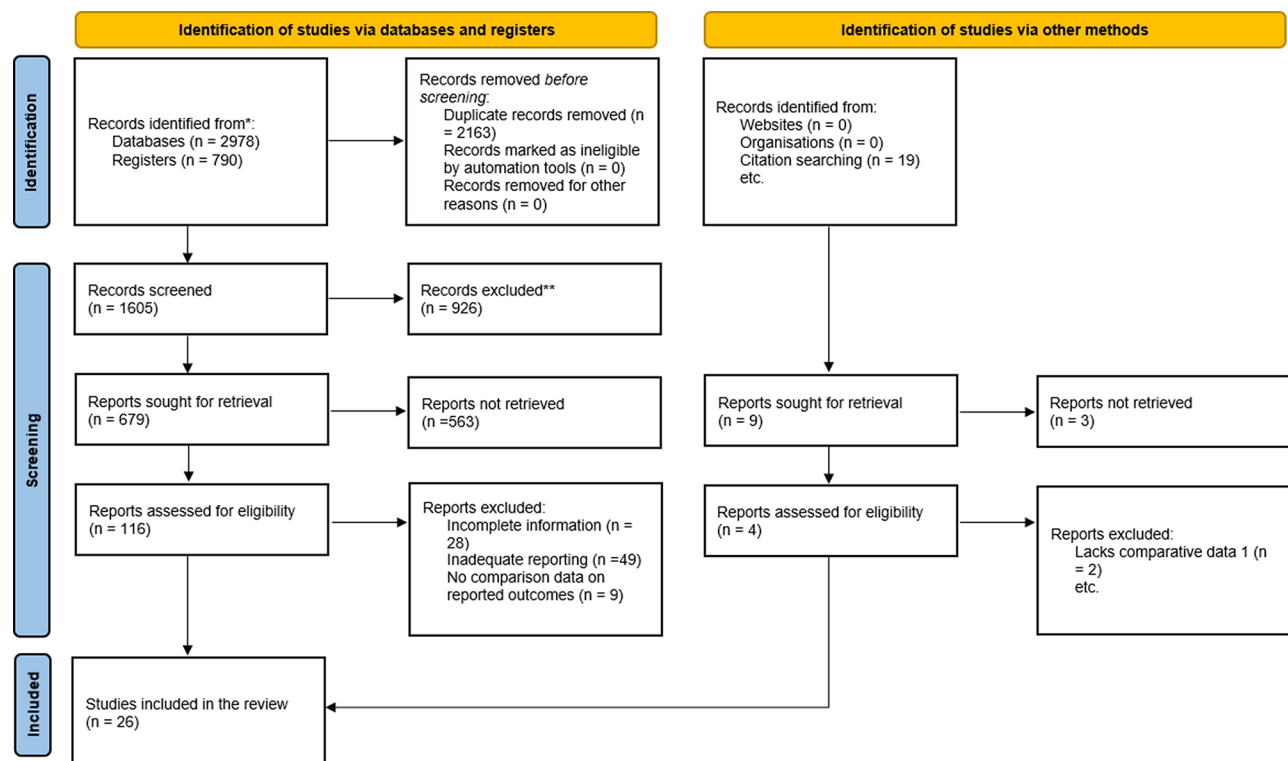 Identification of studies via databases and registers
Identification of studies via other methods
Identification
Records identified from*:
Databases (n = 2978)
Registers (n = 790)
Records removed before
screening:
Duplicate records removed (n
= 2163)
Records marked as ineligible
by automation tools (n = 0)
Records removed for other
reasons (n = 0)
Records identified from:
Websites (n = 0)
Organisations (n = 0)
Citation searching (n = 19)
etc.
Screening
Records screened
(n = 1605)
Records excluded**
(n = 926)
Reports sought for retrieval
(n = 679)
Reports not retrieved
(n =563)
Reports sought for retrieval
(n = 9)
Reports not retrieved
(n = 3)
Reports assessed for eligibility
(n = 116)
Reports excluded:
Incomplete information (n =
28)
Inadequate reporting (n =49)
No comparison data on
reported outcomes (n = 9)
Reports assessed for eligibility
(n = 4)
Reports excluded:
Lacks comparative data 1 (n
= 2)
etc.
Included
Studies included in the review
(n = 26)